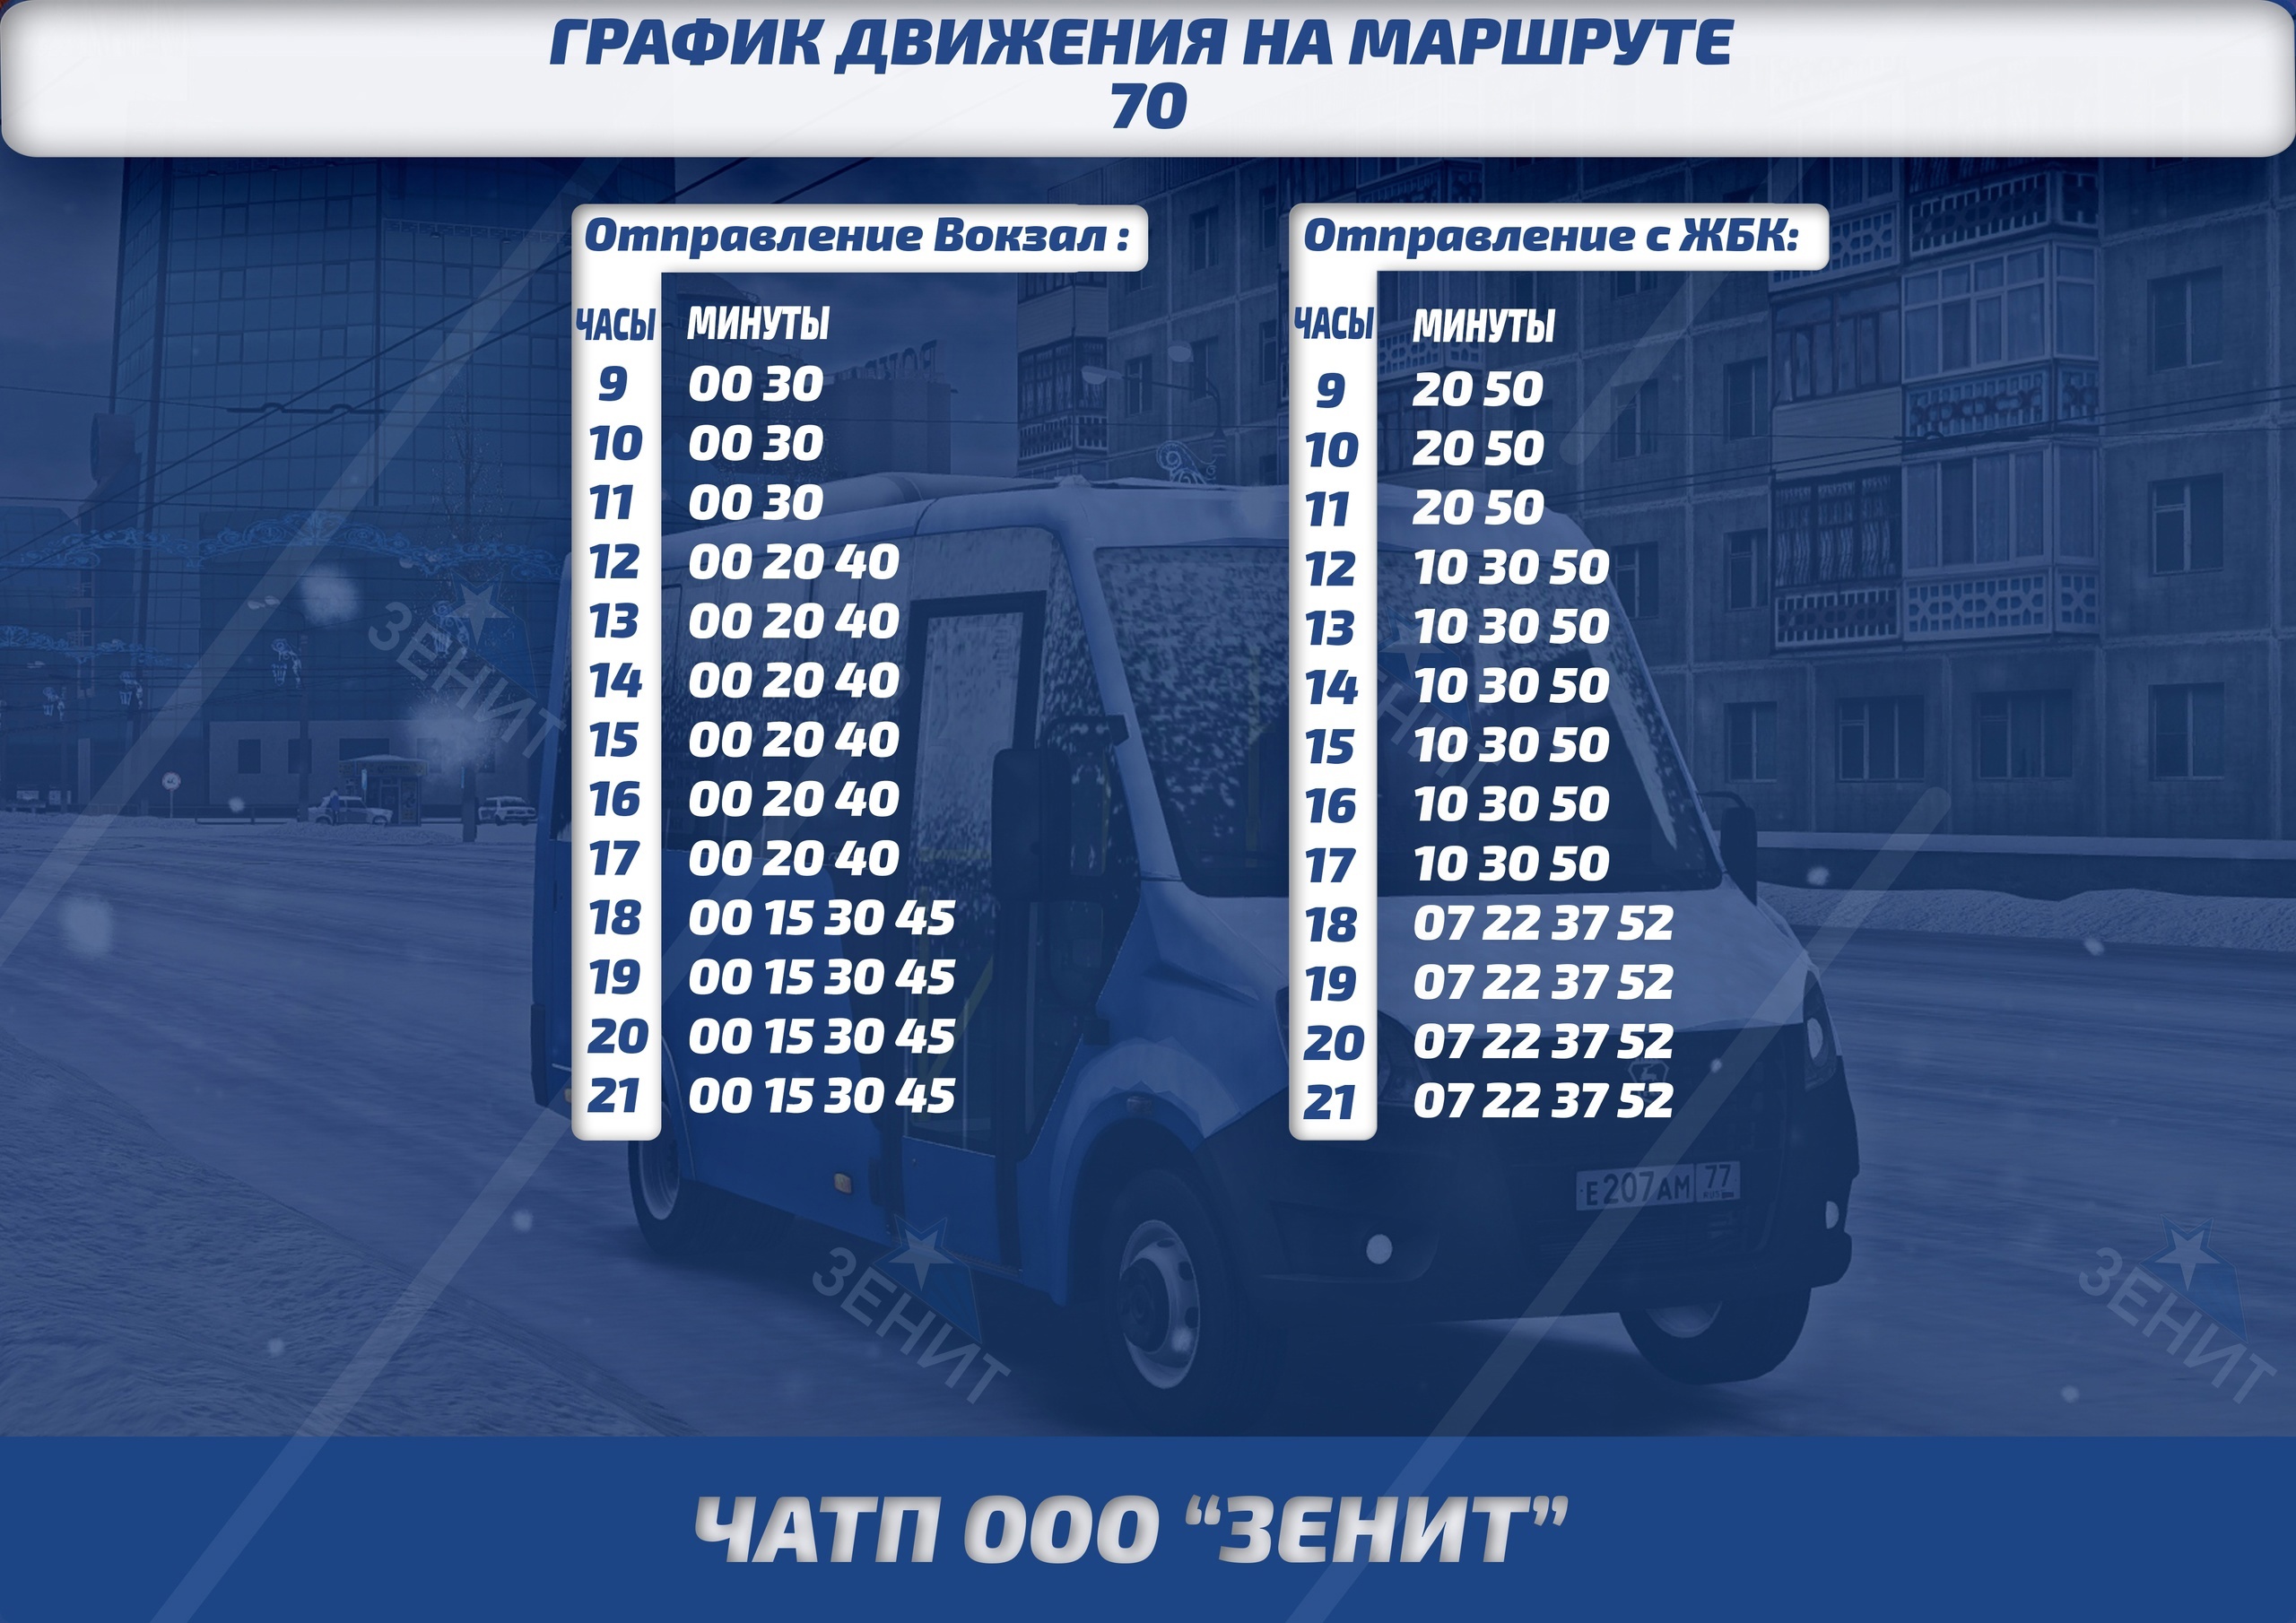 ГРАФИК ДВИЖЕНИЯ НА МАРШРУТЕ
70
Отправление Вокзал :
ЧАСЫ МИНУТЫ
9 00 30
10 00 30
11 00 30
12 00 20 40
13 00 20 40
14 00 20 40
15 00 20 40
16 00 20 40
17 00 20 40
18 00 15 30 45
19 00 15 30 45
20 00 15 30 45
21 00 15 30 45
Отправление с ЖБК:
ЧАСЫ МИНУТЫ
9 20 50
10 20 50
11 20 50
12 10 30 50
13 10 30 50
14 10 30 50
15 10 30 50
16 10 30 50
17 10 30 50
18 07 22 37 52
19 07 22 37 52
20 07 22 37 52
21 07 22 37 52
ЗЕНИТ
Е207АМ 77
ЗЕНИТ
ЗЕНИТ
ЧАТП ООО “ЗЕНИТ”